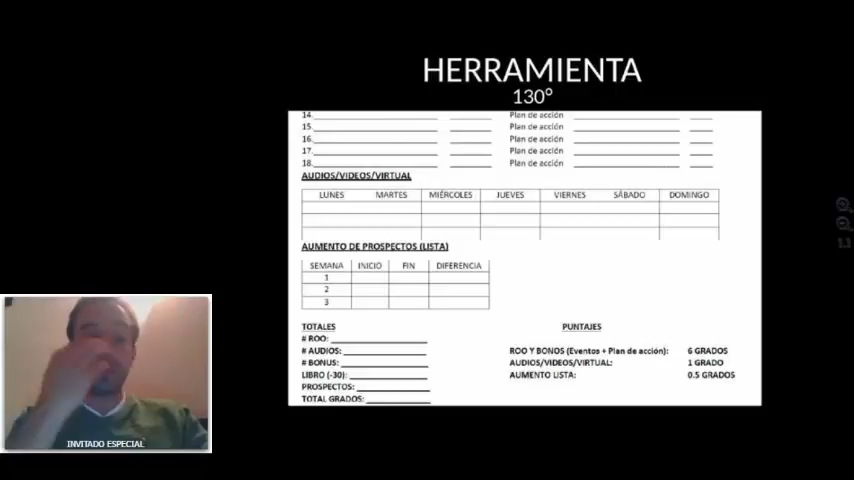 HERRAMIENTA
130°
14. Plan de acción
15. Plan de acción
16. Plan de acción
17. Plan de acción
18. Plan de acción
AUDIOS/VIDEOS/VIRTUAL
LUNES MARTES MIÉRCOLES JUEVES VIERNES SÁBADO DOMINGO
AUMENTO DE PROSPECTOS (LISTA)
SEMANA INICIO FIN DIFERENCIA
1
2
3
TOTALES PUNTAJES
# ROO:
# AUDIOS: ROO Y BONOS (Eventos + Plan de acción): 6 GRADOS
# BONUS: AUDIOS/VIDEOS/VIRTUAL: 1 GRADO
LIBRO (-30): AUMENTO LISTA: 0.5 GRADOS
PROSPECTOS:
TOTAL GRADOS:
INVITADO ESPECIAL
1:1